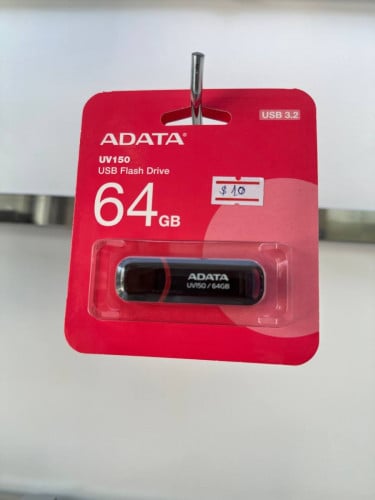 USB 3.2
ADATA®
UV150
USB Flash Drive
64GB
$10
ADATA
UV150 / 64GB